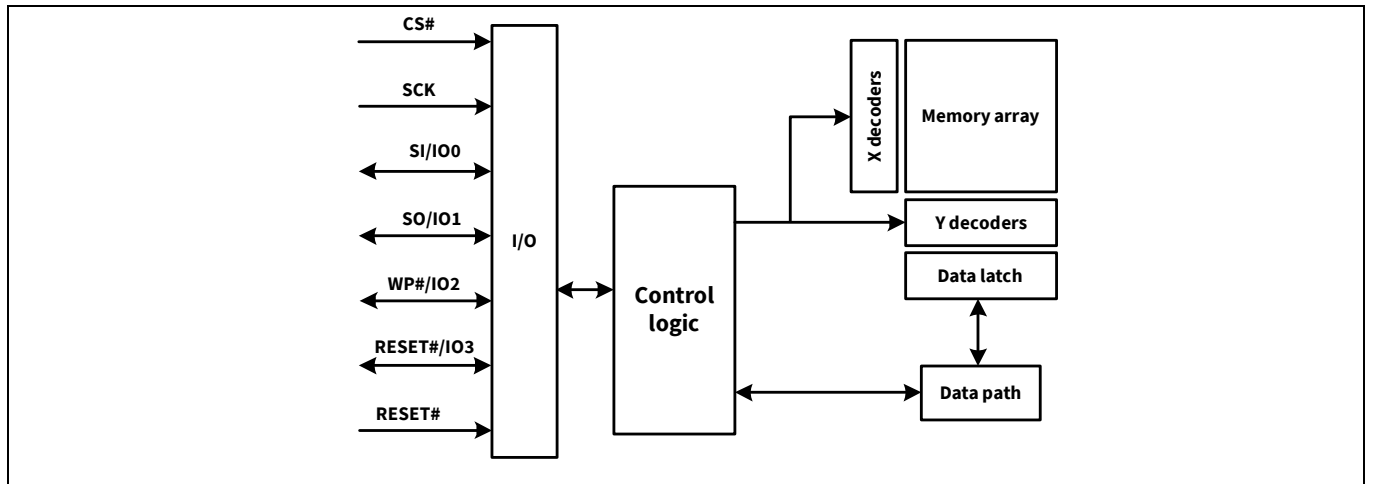 CS#
SCK
SI/IO0
SO/IO1
WP#/IO2
RESET#/IO3
RESET#
I/O
Control
logic
X decoders
Memory array
Y decoders
Data latch
Data path